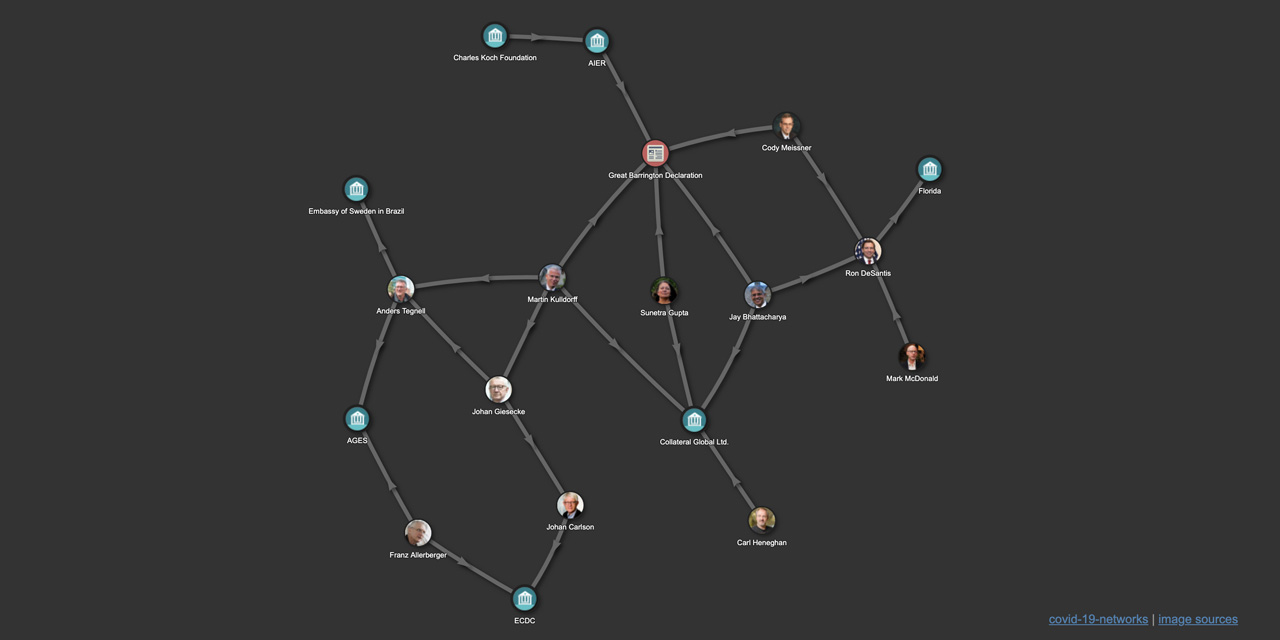 Charles Koch Foundation
AIER
Cody Meissner
Great Barrington Declaration
Florida
Embassy of Sweden in Brazil
Ron DeSantis
Martin Kulldorff
Anders Tegnell
Sunetra Gupta
Jay Bhattacharya
Mark McDonald
Johan Giesecke
AGES
Collateral Global Ltd.
Johan Carlson
Carl Heneghan
Franz Allerberger
ECDC
covid-19-networks | image sources